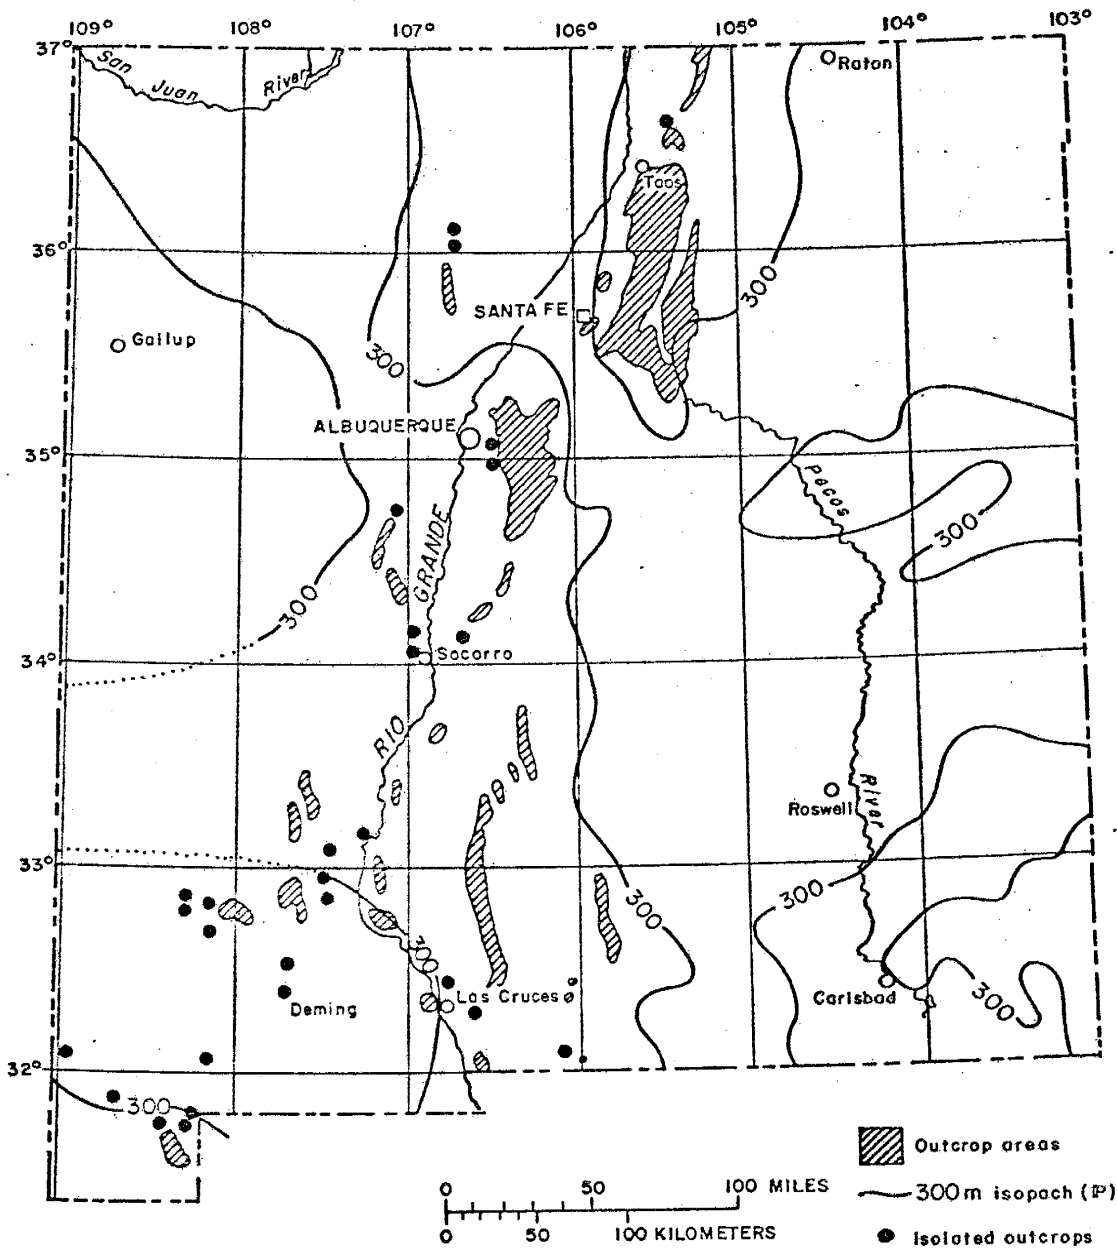 109° 108° 107° 106° 105° 104° 103°
37°
San Juan River
Raton
Taos
36°
300
SANTA FE
Gallup
300
ALBUQUERQUE
35°
Pecos
300
GRANDE
300
34°
Socorro
RIO
Roswell
River
33°
300
300
300
Las Cruces
Carlsbad
300
Deming
32°
300
Outcrop areas
0 50 100 MILES
300m isopach (ℙ)
0 50 100 KILOMETERS
Isolated outcrops